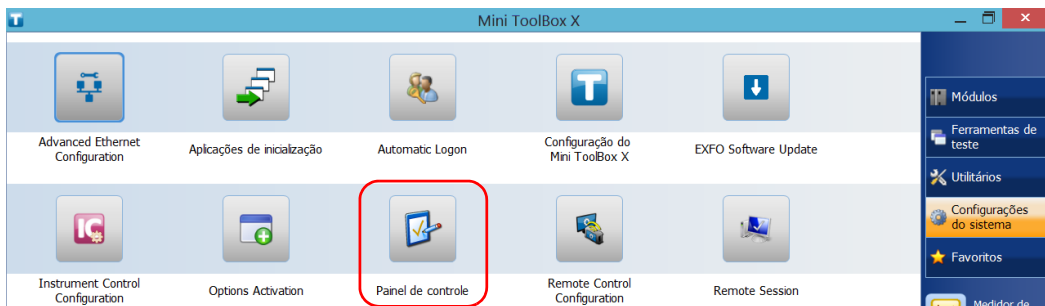 Mini ToolBox X
Advanced Ethernet
Configuration
Aplicações de inicialização
Automatic Logon
Configuração do
Mini ToolBox X
EXFO Software Update
Instrument Control
Configuration
Options Activation
Painel de controle
Remote Control
Configuration
Remote Session
Módulos
Ferramentas de
teste
Utilitários
Configurações
do sistema
Favoritos
Medidor de